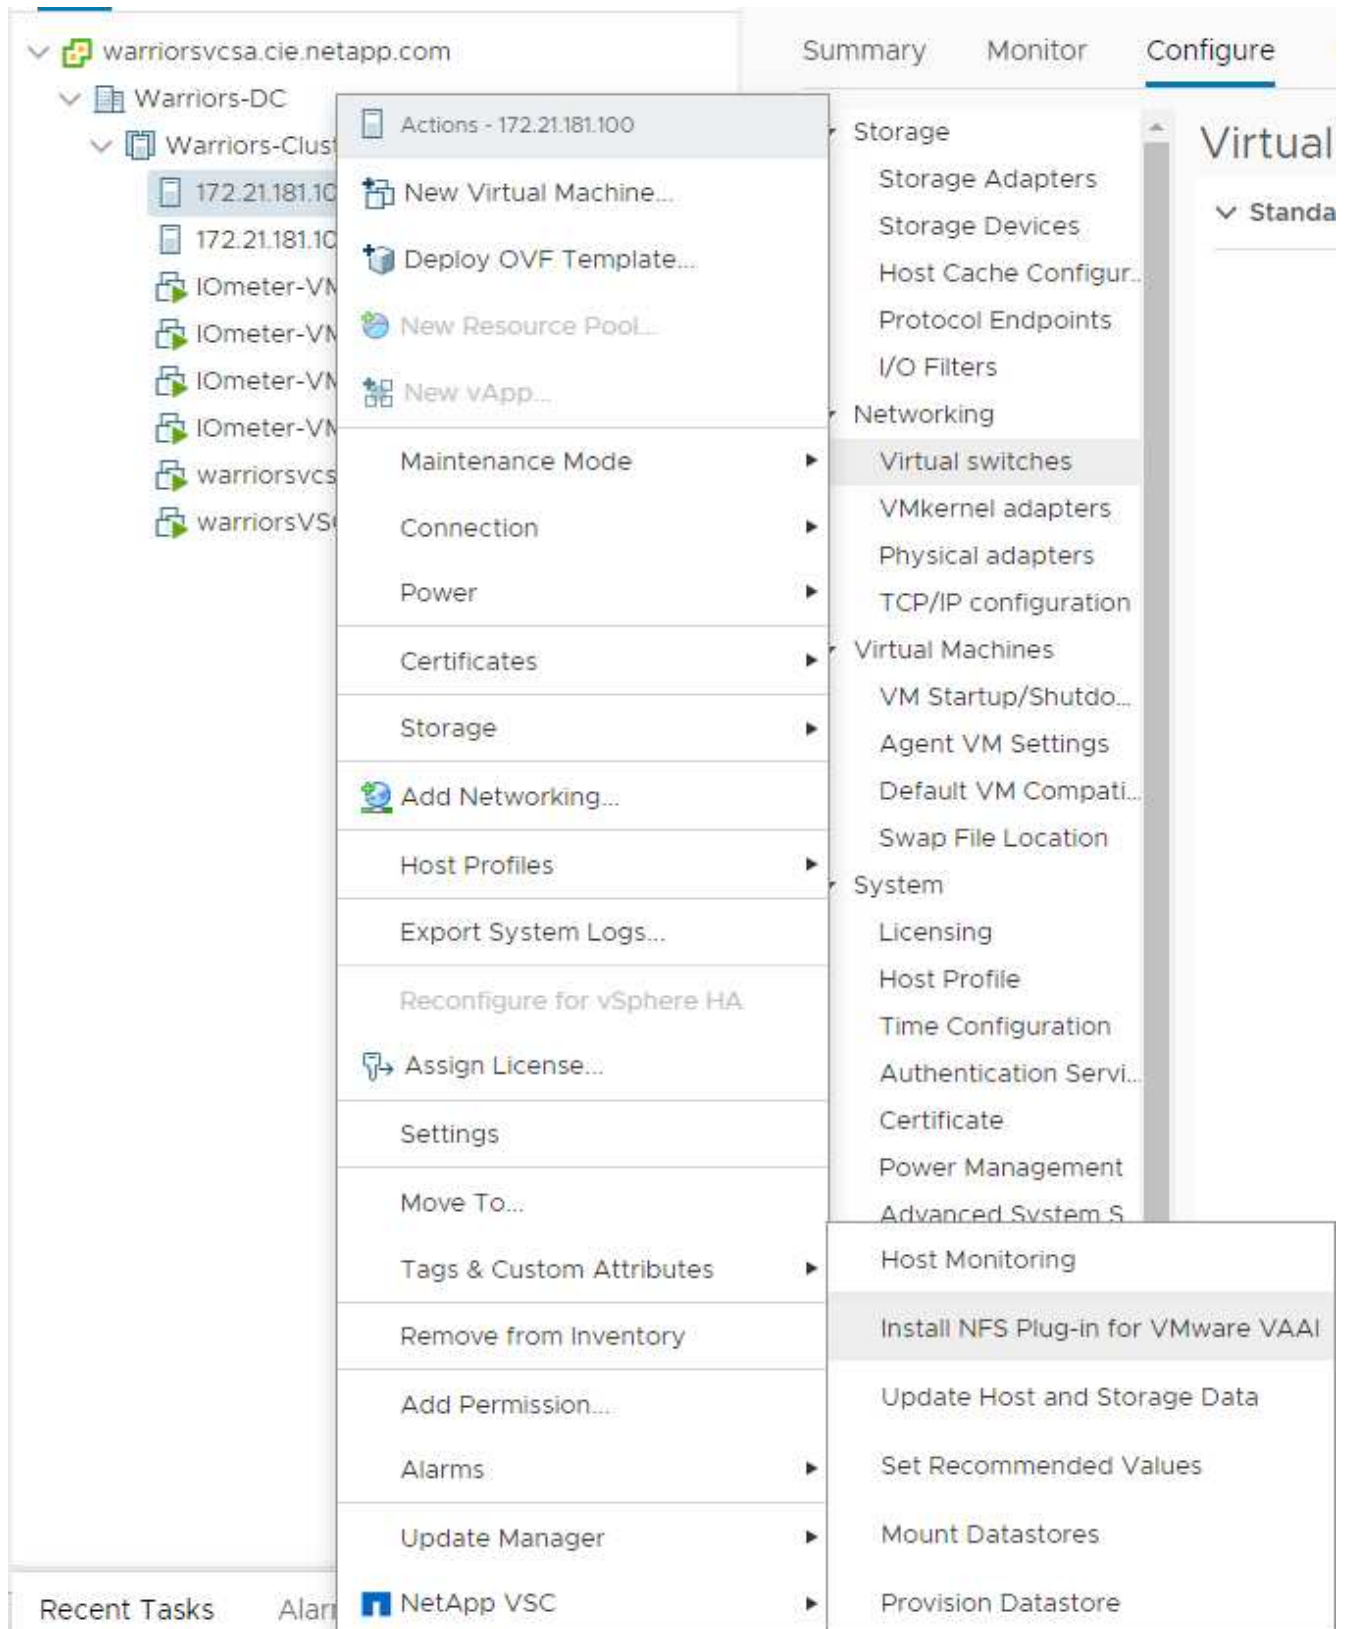 warriorsvcsa.cie.netapp.com
Warriors-DC
Warriors-Clust
172.21.181.10
172.21.181.10
IOmeter-VM
IOmeter-VM
IOmeter-VM
IOmeter-VM
warriorsvcs
warriorsVS
Recent Tasks
Alar
Actions - 172.21.181.100
New Virtual Machine...
Deploy OVF Template...
New Resource Pool...
New vApp...
Maintenance Mode
Connection
Power
Certificates
Storage
Add Networking...
Host Profiles
Export System Logs...
Reconfigure for vSphere HA
Assign License...
Settings
Move To...
Tags & Custom Attributes
Remove from Inventory
Add Permission...
Alarms
Update Manager
NetApp VSC
Summary Monitor Configure
Storage
Storage Adapters
Storage Devices
Host Cache Configur...
Protocol Endpoints
I/O Filters
Networking
Virtual switches
VMkernel adapters
Physical adapters
TCP/IP configuration
Virtual Machines
VM Startup/Shutdo...
Agent VM Settings
Default VM Compati...
Swap File Location
System
Licensing
Host Profile
Time Configuration
Authentication Servi...
Certificate
Power Management
Advanced System S
Host Monitoring
Install NFS Plug-in for VMware VAAI
Update Host and Storage Data
Set Recommended Values
Mount Datastores
Provision Datastore
Virtual
Standa